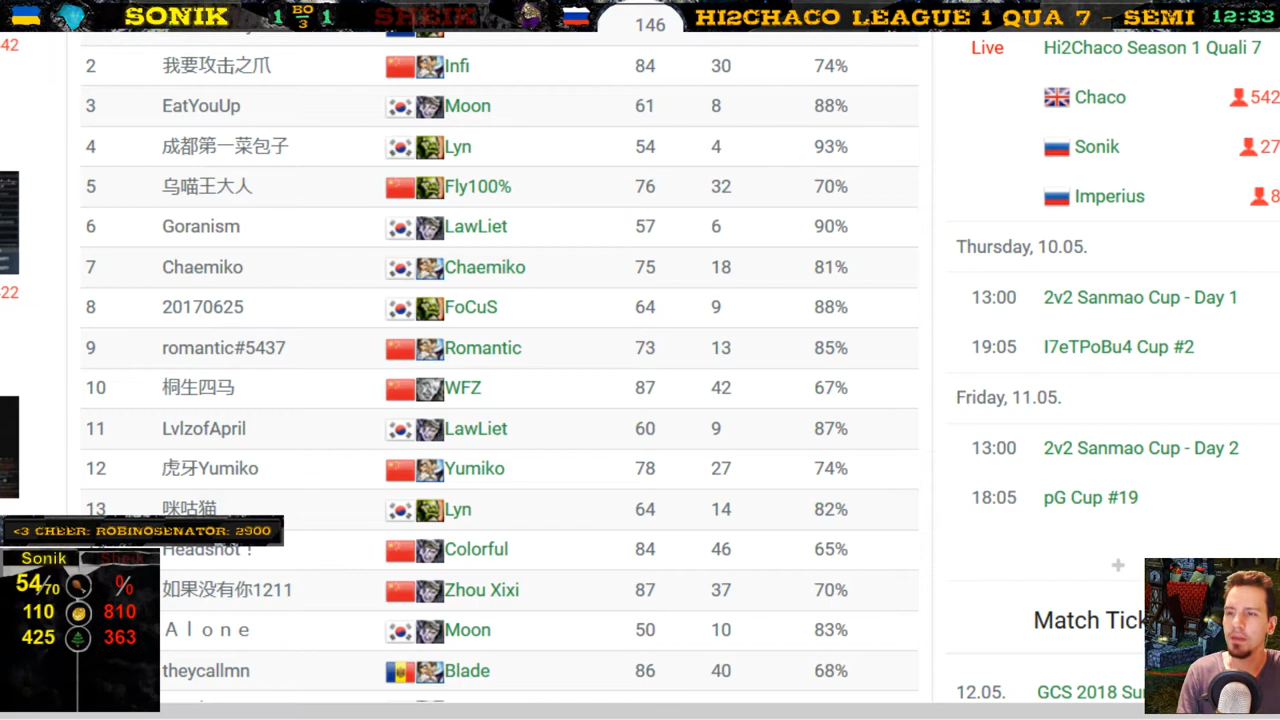 SONIK 1 BO 3 1 SHEIK 146 HI2CHACO LEAGUE 1 QUA 7 - SEMI 12:33
42
2 我要攻击之爪 Infi 84 30 74%
3 EatYouUp Moon 61 8 88%
4 成都第一菜包子 Lyn 54 4 93%
5 乌喵王大人 Fly100% 76 32 70%
6 Goranism LawLiet 57 6 90%
7 Chaemiko Chaemiko 75 18 81%
8 20170625 FoCuS 64 9 88%
9 romantic#5437 Romantic 73 13 85%
10 桐生四马 WFZ 87 42 67%
11 LvlzofApril LawLiet 60 9 87%
12 虎牙Yumiko Yumiko 78 27 74%
13 咪咕猫 Lyn 64 14 82%
Headshot ! Colorful 84 46 65%
如果没有你1211 Zhou Xixi 87 37 70%
Ａｌｏｎｅ Moon 50 10 83%
theycallmn Blade 86 40 68%
22
Live Hi2Chaco Season 1 Quali 7
Chaco 542
Sonik 27
Imperius 8
Thursday, 10.05.
13:00 2v2 Sanmao Cup - Day 1
19:05 I7eTPoBu4 Cup #2
Friday, 11.05.
13:00 2v2 Sanmao Cup - Day 2
18:05 pG Cup #19
Match Tick
12.05. GCS 2018 Su
<3 CHEER: ROBINOSENATOR: 2900
Sonik Sheik
54/70 %
110 810
425 363